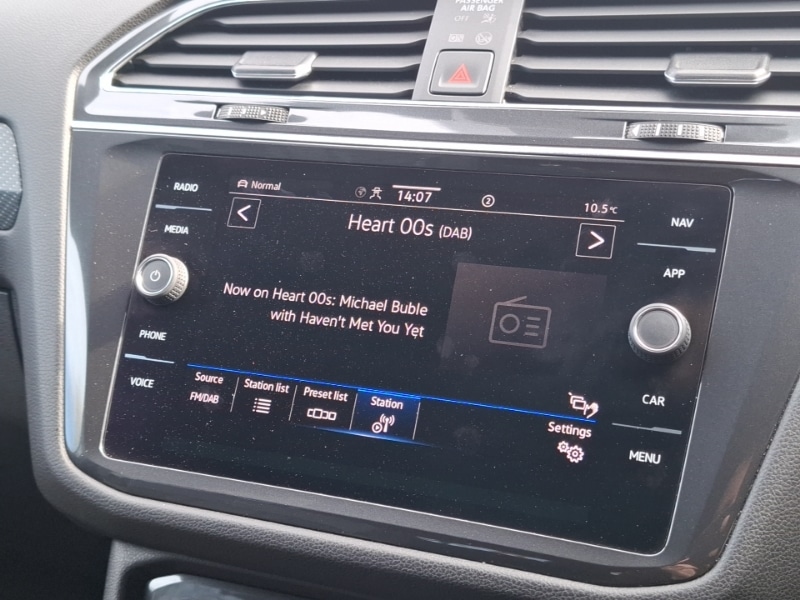 PASSENGER
AIR BAG
OFF
RADIO
MEDIA
PHONE
VOICE
Normal
14:07
2
10.5°C
Heart 00s (DAB)
Now on Heart 00s: Michael Buble
with Haven't Met You Yet
Source
FM/DAB
Station list
Preset list
Station
Settings
NAV
APP
CAR
MENU